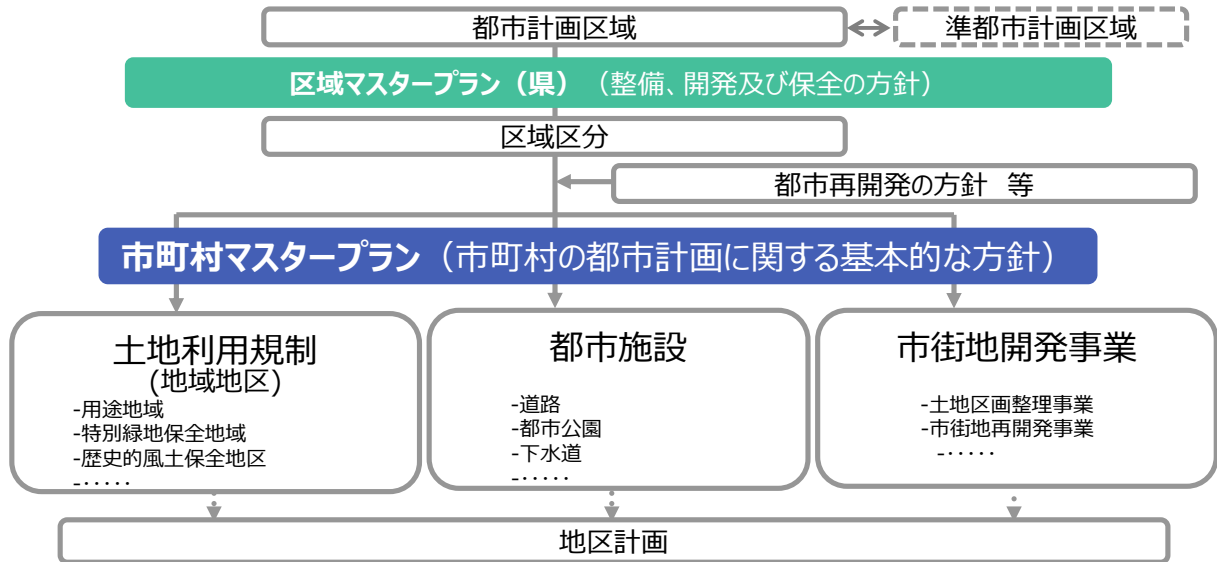 都市計画区域
準都市計画区域
区域マスタープラン（県）（整備、開発及び保全の方針）
区域区分
都市再開発の方針　等
市町村マスタープラン（市町村の都市計画に関する基本的な方針）
土地利用規制
(地域地区)
-用途地域
-特別緑地保全地域
-歴史的風土保全地区
-・・・・・
都市施設
-道路
-都市公園
-下水道
-・・・・・
市街地開発事業
-土地区画整理事業
-市街地再開発事業
-・・・・・
地区計画